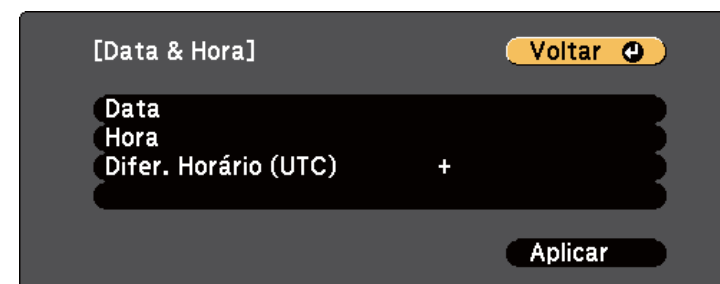 [Data & Hora]
Voltar
Data
Hora
Difer. Horário (UTC) +
Aplicar